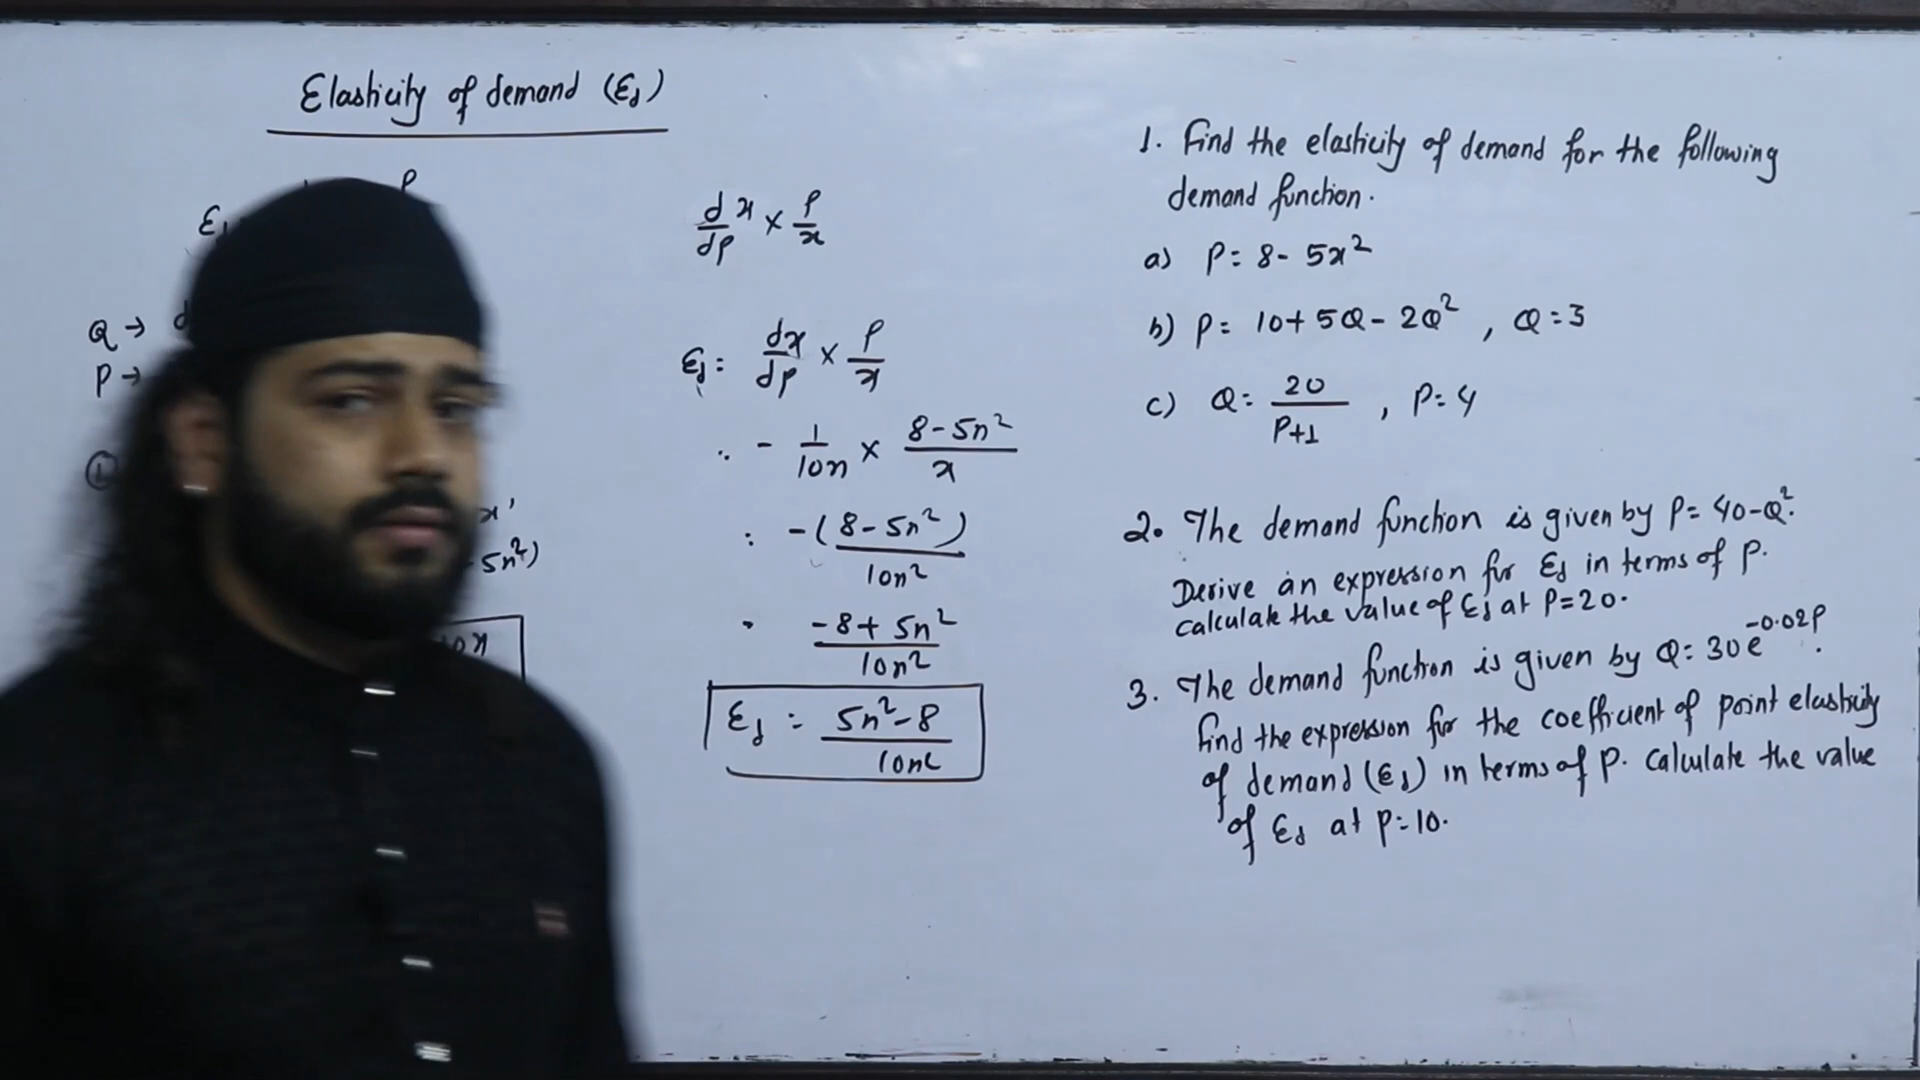 Elasticity of demand (Ed)
P
Ed
d/dp x × P/x
Q → d
P →
①
x'
5x²)
10x
Ed = dx/dp × P/x
∴ - 1/10x × 8-5x²/x
= -(8-5x²)/10x²
= -8+5x²/10x²
Ed = 5x²-8/10x²
1. Find the elasticity of demand for the following
demand function.
a) P = 8- 5x²
b) P = 10+ 5Q - 2Q² , Q = 3
c) Q = 20/P+1 , P = 4
2. The demand function is given by P = 40-Q².
Derive an expression for Ed in terms of P.
calculate the value of Ed at P=20.
3. The demand function is given by Q = 30e^-0.02P.
find the expression for the coefficient of point elasticity
of demand (Ed) in terms of P. Calculate the value
of Ed at P=10.